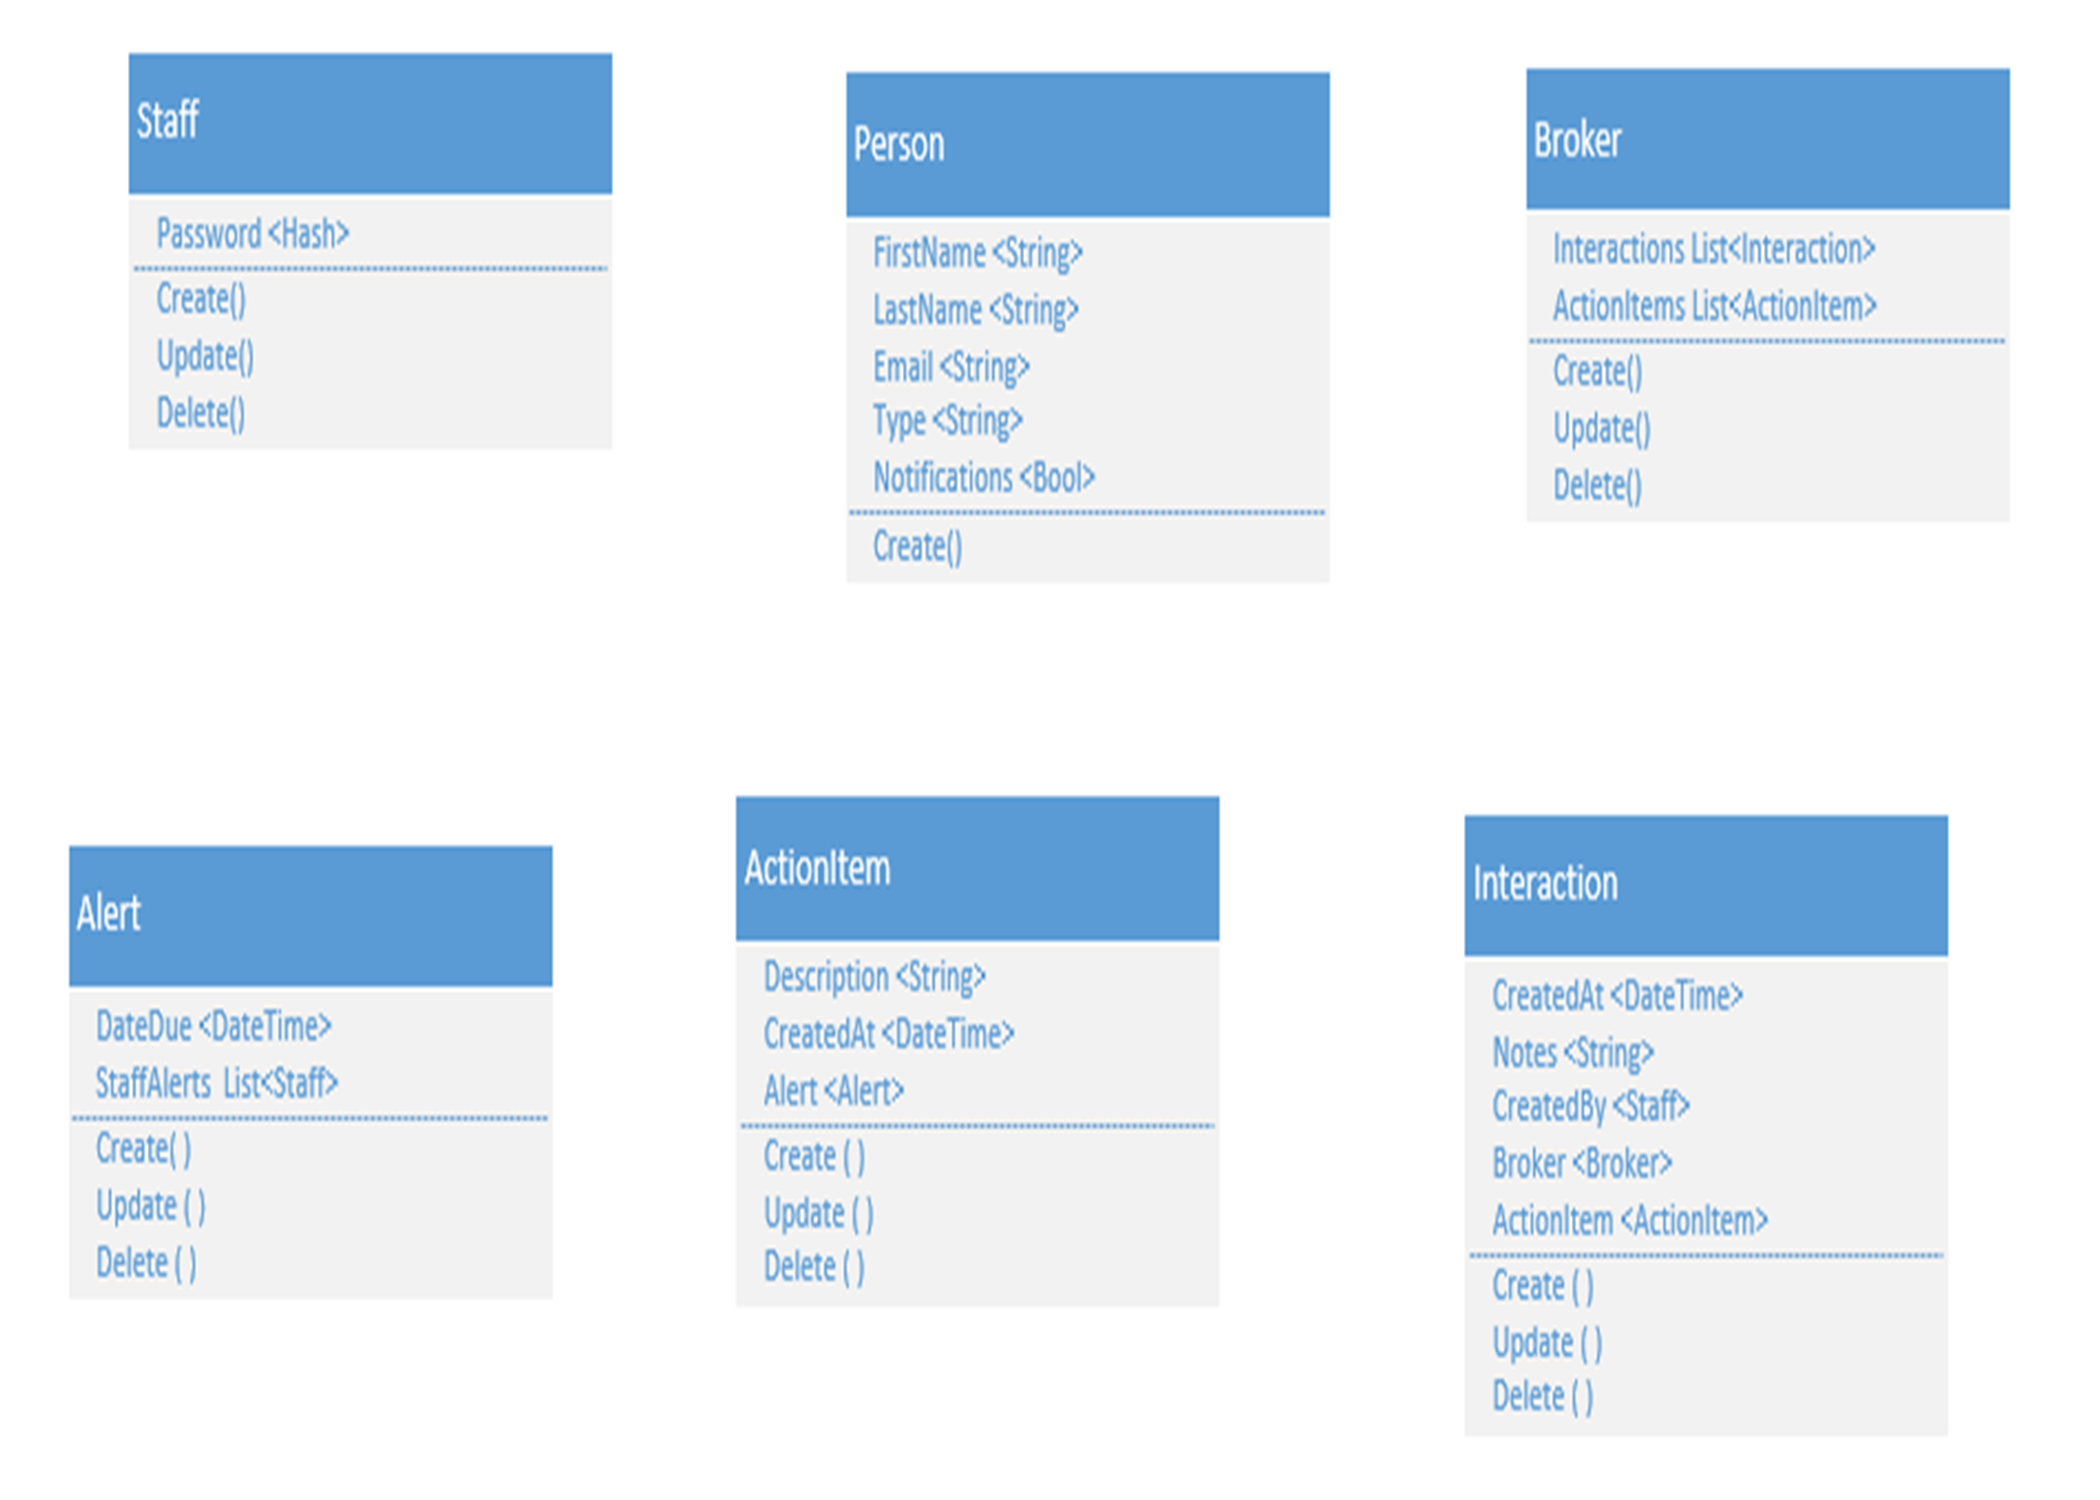 Staff
Password <Hash>
Create()
Update()
Delete()
Person
FirstName <String>
LastName <String>
Email <String>
Type <String>
Notifications <Bool>
Create()
Broker
Interactions List<Interaction>
ActionItems List<ActionItem>
Create()
Update()
Delete()
Alert
DateDue <DateTime>
StaffAlerts  List<Staff>
Create( )
Update ( )
Delete ( )
ActionItem
Description <String>
CreatedAt <DateTime>
Alert <Alert>
Create ( )
Update ( )
Delete ( )
Interaction
CreatedAt <DateTime>
Notes <String>
CreatedBy <Staff>
Broker <Broker>
ActionItem <ActionItem>
Create ( )
Update ( )
Delete ( )